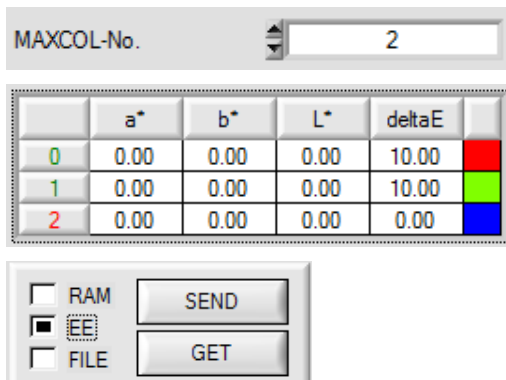 MAXCOL-No. 2
a* b* L* deltaE
0 0.00 0.00 0.00 10.00
1 0.00 0.00 0.00 10.00
2 0.00 0.00 0.00 0.00
RAM SEND
EE
FILE GET